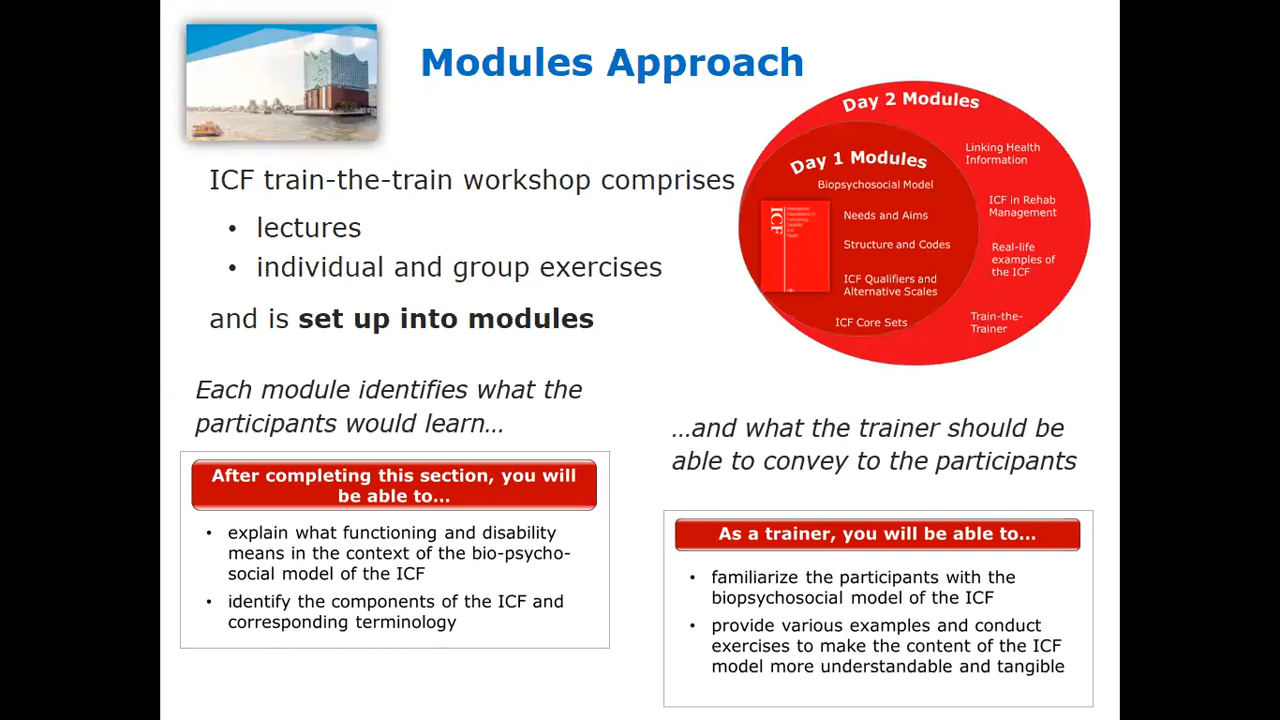 Modules Approach
ICF train-the-train workshop comprises
• lectures
• individual and group exercises
and is set up into modules
Day 2 Modules
Day 1 Modules
Biopsychosocial Model
Needs and Aims
Structure and Codes
ICF Qualifiers and
Alternative Scales
ICF Core Sets
ICF
Linking Health
Information
ICF in Rehab
Management
Real-life
examples of
the ICF
Train-the-
Trainer
Each module identifies what the
participants would learn…
After completing this section, you will
be able to…
• explain what functioning and disability
means in the context of the bio-psycho-
social model of the ICF
• identify the components of the ICF and
corresponding terminology
…and what the trainer should be
able to convey to the participants
As a trainer, you will be able to…
• familiarize the participants with the
biopsychosocial model of the ICF
• provide various examples and conduct
exercises to make the content of the ICF
model more understandable and tangible